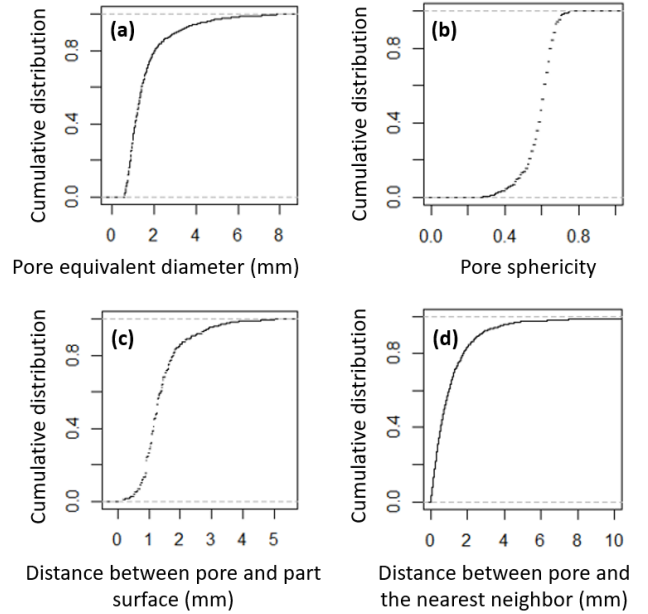 (a)
Cumulative distribution
0.0 0.4 0.8
0 2 4 6 8
Pore equivalent diameter (mm)
(b)
Cumulative distribution
0.0 0.4 0.8
0.0 0.4 0.8
Pore sphericity
(c)
Cumulative distribution
0.0 0.4 0.8
0 1 2 3 4 5
Distance between pore and part
surface (mm)
(d)
Cumulative distribution
0.0 0.4 0.8
0 2 4 6 8 10
Distance between pore and
the nearest neighbor (mm)